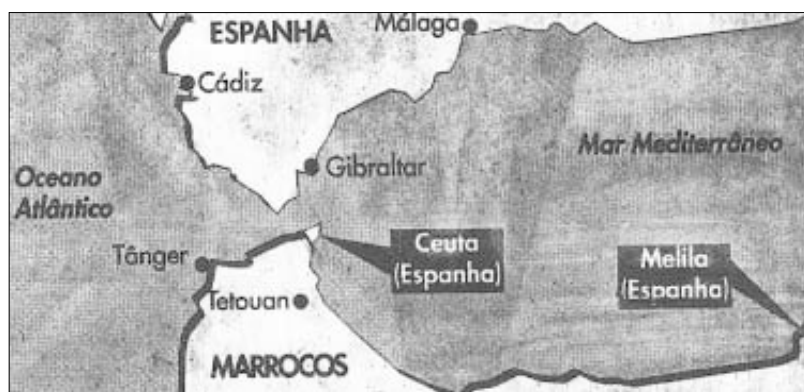 ESPANHA
Málaga
Cádiz
Gibraltar
Mar Mediterrâneo
Oceano
Atlântico
Ceuta
(Espanha)
Tânger
Melila
(Espanha)
Tetouan
MARROCOS